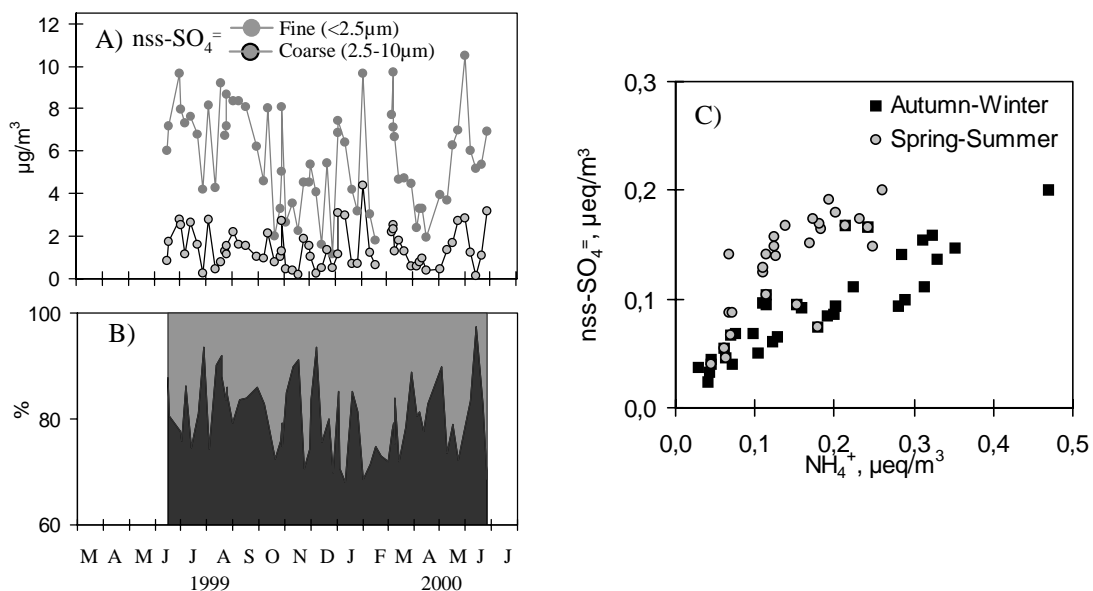 A) nss-SO₄⁼
Fine (<2.5µm)
Coarse (2.5-10µm)
12
10
8
6
4
2
0
µg/m³
B)
100
80
60
%
M A M J J A S O N D J F M A M J J
1999 2000
C)
Autumn-Winter
Spring-Summer
0,3
0,2
0,1
0,0
nss-SO₄⁼, µeq/m³
0,0 0,1 0,2 0,3 0,4 0,5
NH₄⁺, µeq/m³